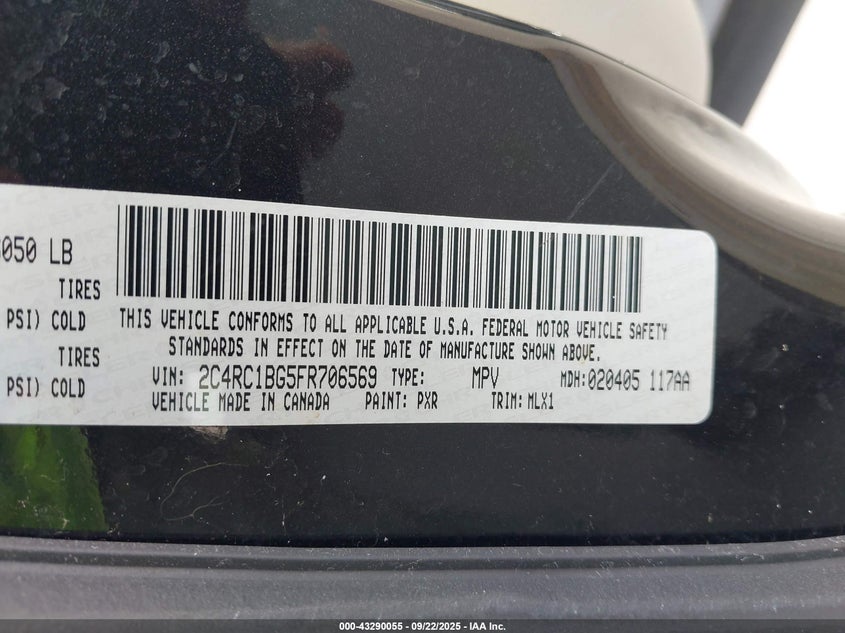 6050 LB
TIRES
PSI) COLD
TIRES
PSI) COLD
THIS VEHICLE CONFORMS TO ALL APPLICABLE U.S.A. FEDERAL MOTOR VEHICLE SAFETY
STANDARDS IN EFFECT ON THE DATE OF MANUFACTURE SHOWN ABOVE.
VIN: 2C4RC1BG5FR706569 TYPE: MPV MDH: 020405 117AA
VEHICLE MADE IN CANADA PAINT: PXR TRIM: MLX1
000-43290055 - 09/22/2025 - IAA Inc.